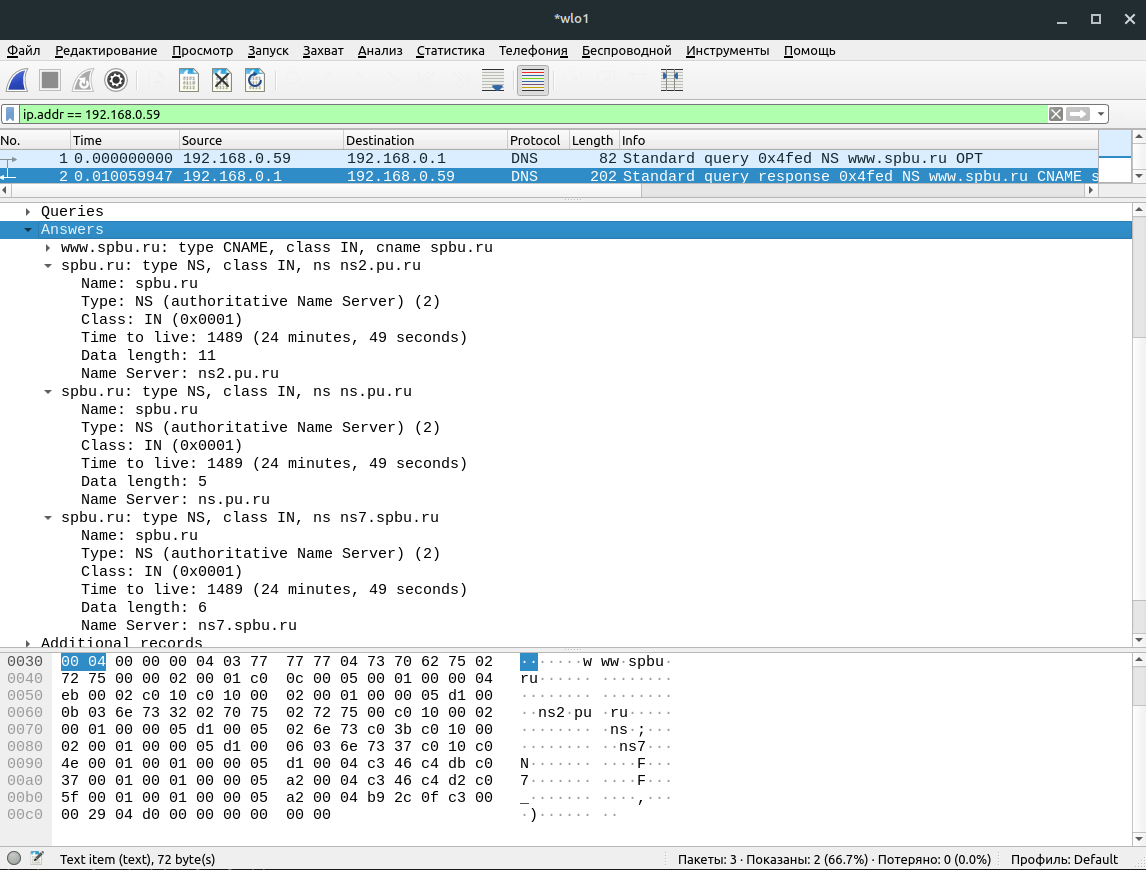 *wlo1
Файл Редактирование Просмотр Запуск Захват Анализ Статистика Телефония Беспроводной Инструменты Помощь
ip.addr == 192.168.0.59
No. Time Source Destination Protocol Length Info
1 0.000000000 192.168.0.59 192.168.0.1 DNS 82 Standard query 0x4fed NS www.spbu.ru OPT
2 0.010059947 192.168.0.1 192.168.0.59 DNS 202 Standard query response 0x4fed NS www.spbu.ru CNAME s
Queries
Answers
www.spbu.ru: type CNAME, class IN, cname spbu.ru
spbu.ru: type NS, class IN, ns ns2.pu.ru
Name: spbu.ru
Type: NS (authoritative Name Server) (2)
Class: IN (0x0001)
Time to live: 1489 (24 minutes, 49 seconds)
Data length: 11
Name Server: ns2.pu.ru
spbu.ru: type NS, class IN, ns ns.pu.ru
Name: spbu.ru
Type: NS (authoritative Name Server) (2)
Class: IN (0x0001)
Time to live: 1489 (24 minutes, 49 seconds)
Data length: 5
Name Server: ns.pu.ru
spbu.ru: type NS, class IN, ns ns7.spbu.ru
Name: spbu.ru
Type: NS (authoritative Name Server) (2)
Class: IN (0x0001)
Time to live: 1489 (24 minutes, 49 seconds)
Data length: 6
Name Server: ns7.spbu.ru
Additional records
0030 00 04 00 00 00 04 03 77 77 77 04 73 70 62 75 02 ·······w ww·spbu·
0040 72 75 00 00 02 00 01 c0 0c 00 05 00 01 00 00 04 ru······ ········
0050 eb 00 02 c0 10 c0 10 00 02 00 01 00 00 05 d1 00 ········ ········
0060 0b 03 6e 73 32 02 70 75 02 72 75 00 c0 10 00 02 ··ns2·pu ·ru·····
0070 00 01 00 00 05 d1 00 05 02 6e 73 c0 3b c0 10 00 ········ ·ns·;···
0080 02 00 01 00 00 05 d1 00 06 03 6e 73 37 c0 10 c0 ········ ··ns7···
0090 4e 00 01 00 01 00 00 05 d1 00 04 c3 46 c4 db c0 N······· ····F···
00a0 37 00 01 00 01 00 00 05 a2 00 04 c3 46 c4 d2 c0 7······· ····F···
00b0 5f 00 01 00 01 00 00 05 a2 00 04 b9 2c 0f c3 00 _······· ····,···
00c0 00 29 04 d0 00 00 00 00 00 00 ·)······ ··
Text item (text), 72 byte(s) Пакеты: 3 · Показаны: 2 (66.7%) · Потеряно: 0 (0.0%) Профиль: Default